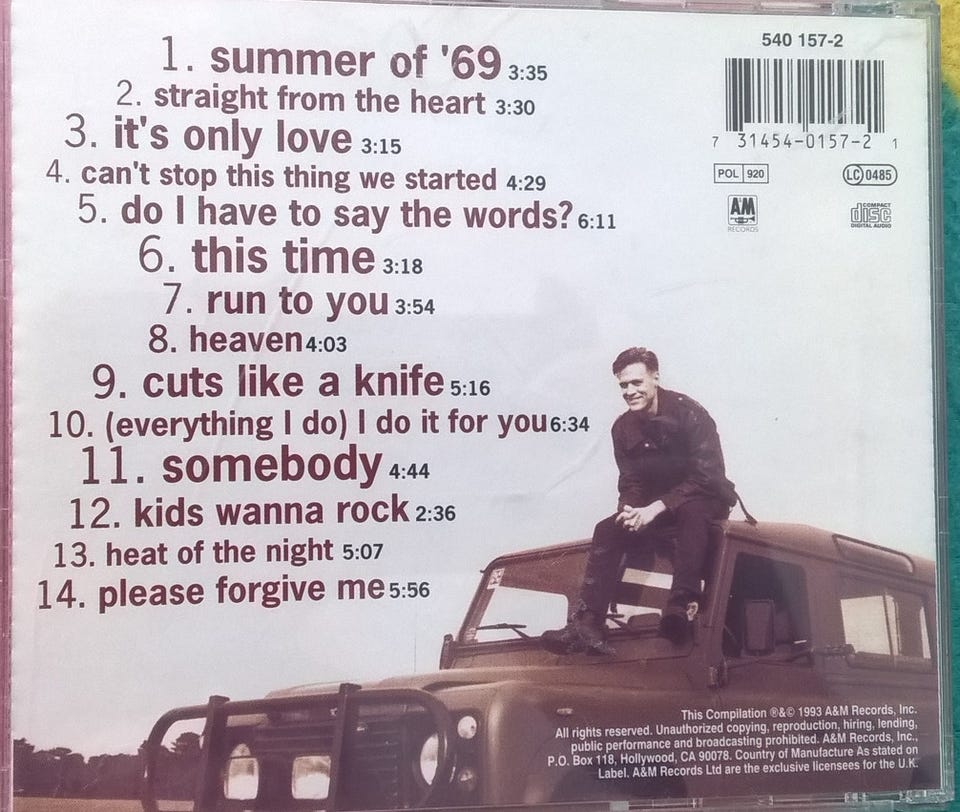 1. summer of '69 3:35
2. straight from the heart 3:30
3. it's only love 3:15
4. can't stop this thing we started 4:29
5. do I have to say the words? 6:11
6. this time 3:18
7. run to you 3:54
8. heaven 4:03
9. cuts like a knife 5:16
10. (everything I do) I do it for you 6:34
11. somebody 4:44
12. kids wanna rock 2:36
13. heat of the night 5:07
14. please forgive me 5:56
540 157-2
7 31454-0157-2 1
POL 920
LC 0485
A&M
RECORDS
COMPACT
disc
DIGITAL AUDIO
This Compilation ®&© 1993 A&M Records, Inc.
All rights reserved. Unauthorized copying, reproduction, hiring, lending,
public performance and broadcasting prohibited. A&M Records, Inc.,
P.O. Box 118, Hollywood, CA 90078. Country of Manufacture As stated on
Label. A&M Records Ltd are the exclusive licensees for the U.K.